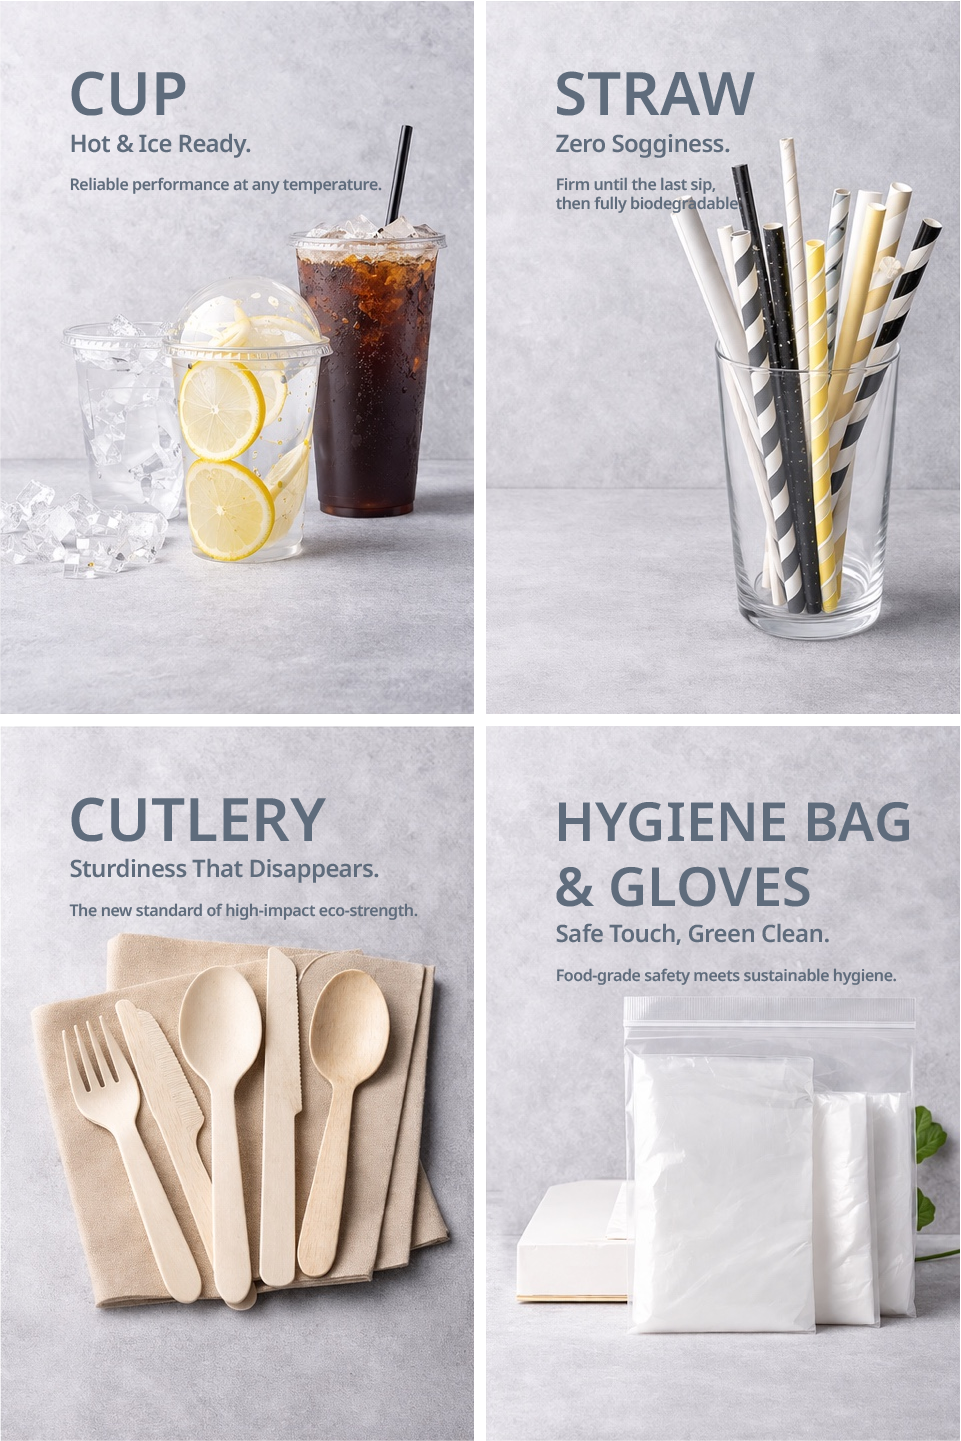 CUP
Hot & Ice Ready.
Reliable performance at any temperature.
STRAW
Zero Sogginess.
Firm until the last sip,
then fully biodegradable.
CUTLERY
Sturdiness That Disappears.
The new standard of high-impact eco-strength.
HYGIENE BAG
& GLOVES
Safe Touch, Green Clean.
Food-grade safety meets sustainable hygiene.